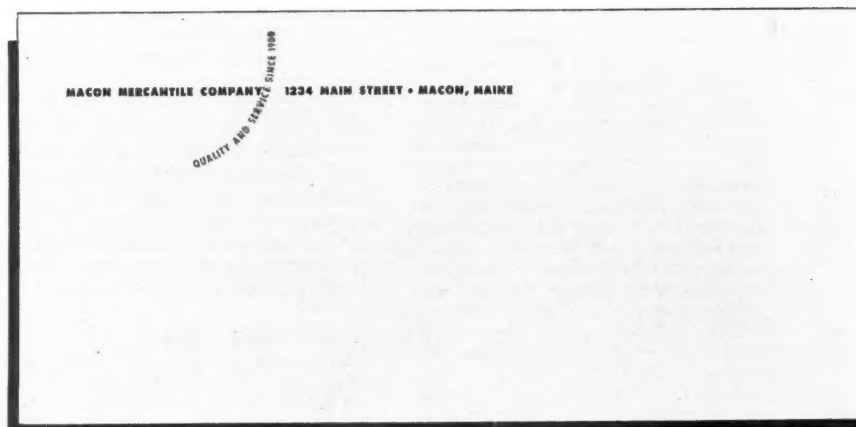 MACON MERCANTILE COMPANY 1234 MAIN STREET • MACON, MAINE
QUALITY AND SERVICE SINCE 1900